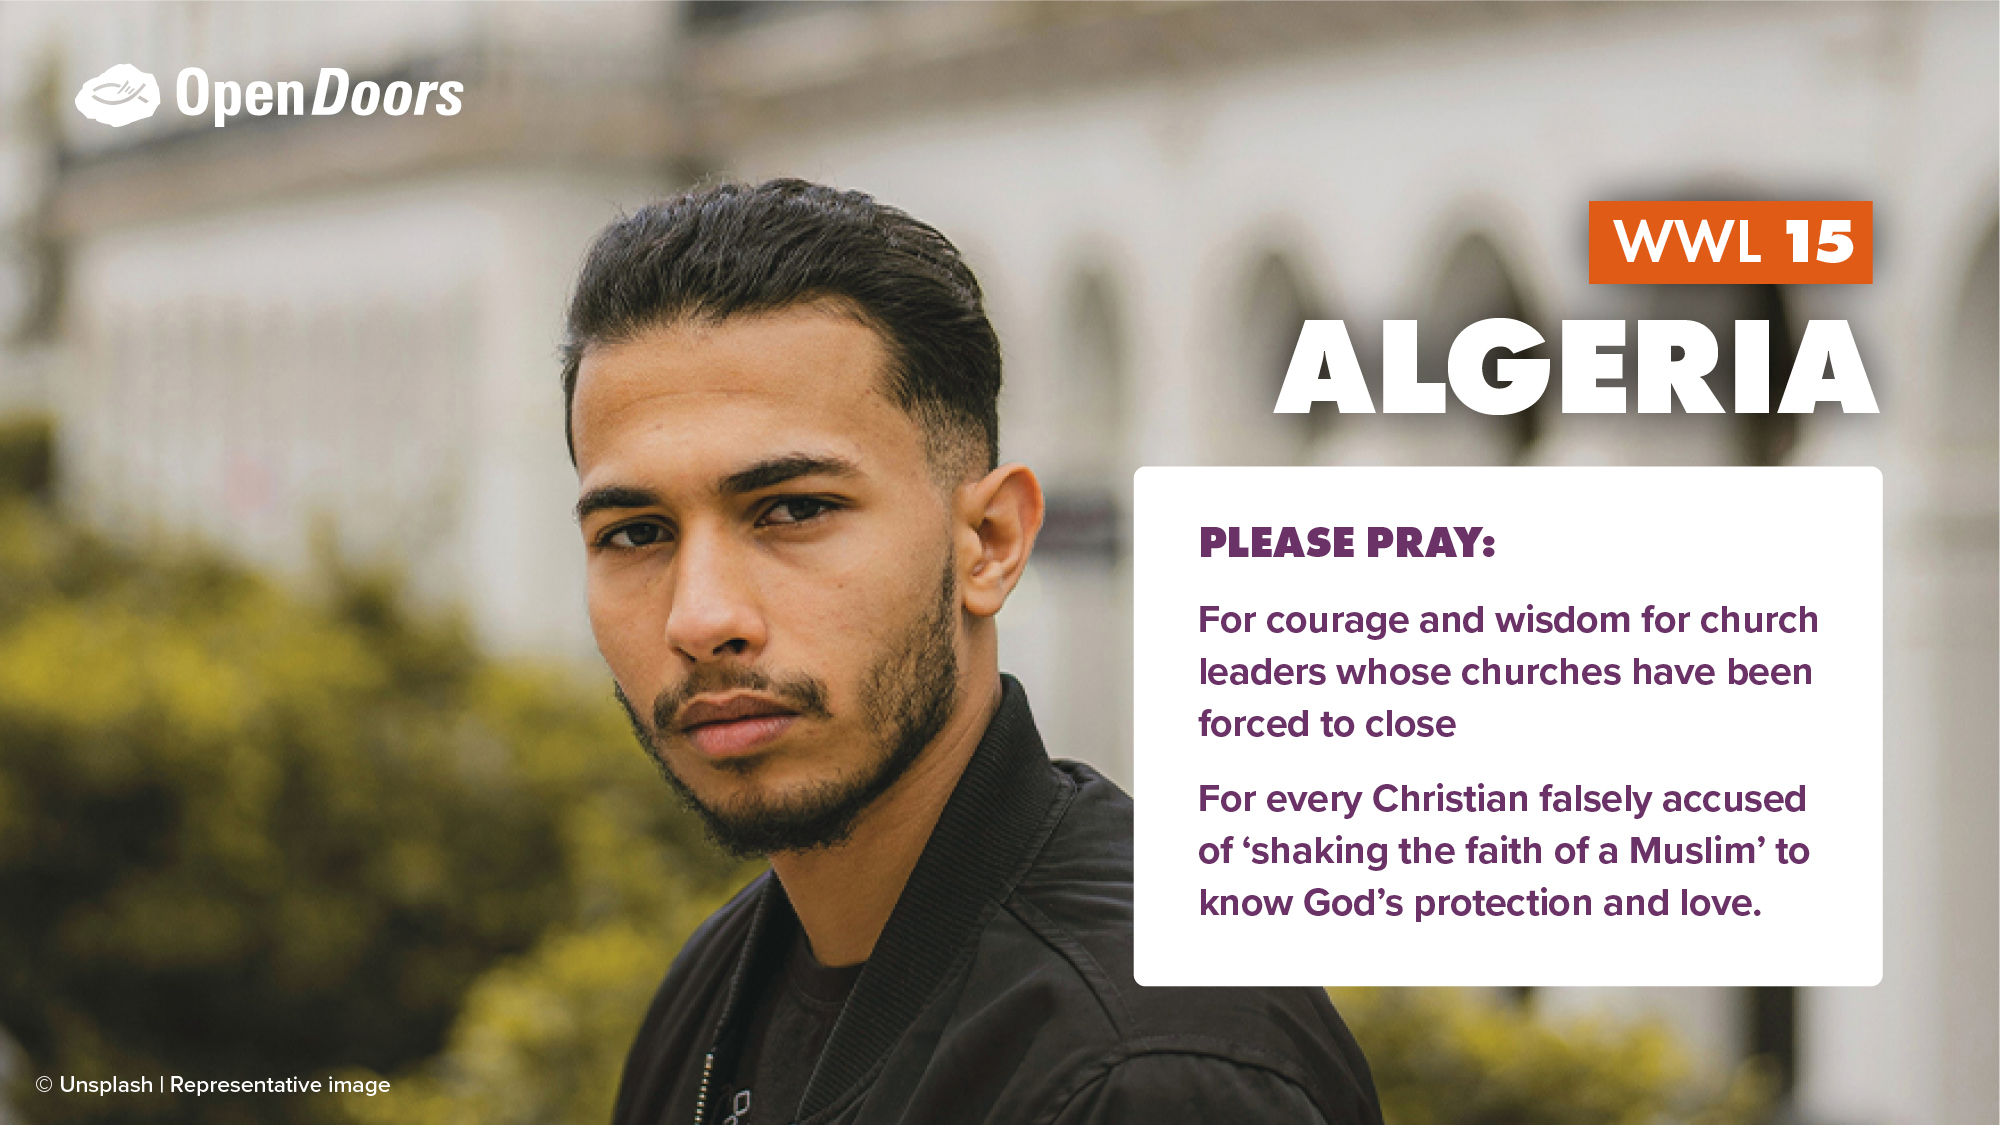 Open Doors
WWL 15
ALGERIA
PLEASE PRAY:
For courage and wisdom for church
leaders whose churches have been
forced to close
For every Christian falsely accused
of ‘shaking the faith of a Muslim’ to
know God’s protection and love.
© Unsplash | Representative image